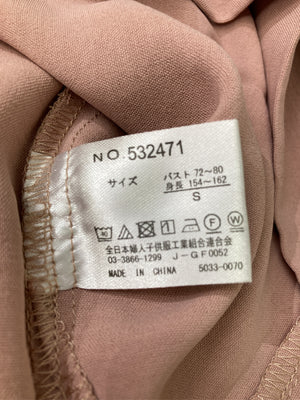 NO.532471
サイズ バスト 72～80
身長 154～162
S
全日本婦人子供服工業組合連合会
03-3866-1299 J-GF0052
MADE IN CHINA 5033-0070